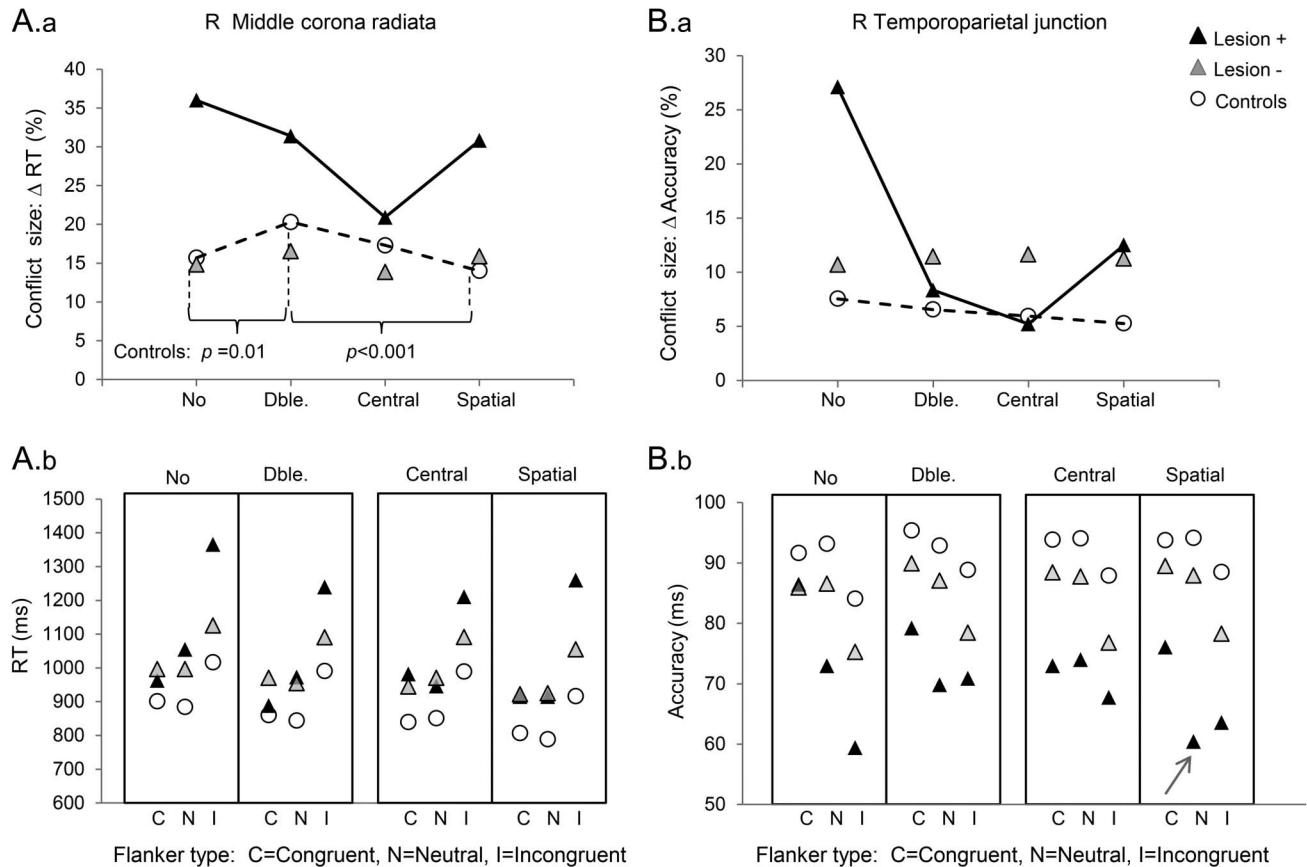 A.a
R Middle corona radiata
Conflict size: Δ RT (%)
40
35
30
25
20
15
10
5
0
Controls: p =0.01
p<0.001
No Dble. Central Spatial
B.a
R Temporoparietal junction
Lesion +
Lesion -
Controls
Conflict size: Δ Accuracy (%)
30
25
20
15
10
5
0
No Dble. Central Spatial
A.b
No Dble. Central Spatial
RT (ms)
1500
1400
1300
1200
1100
1000
900
800
700
600
C N I C N I C N I C N I
Flanker type: C=Congruent, N=Neutral, I=Incongruent
B.b
No Dble. Central Spatial
Accuracy (ms)
100
90
80
70
60
50
C N I C N I C N I C N I
Flanker type: C=Congruent, N=Neutral, I=Incongruent